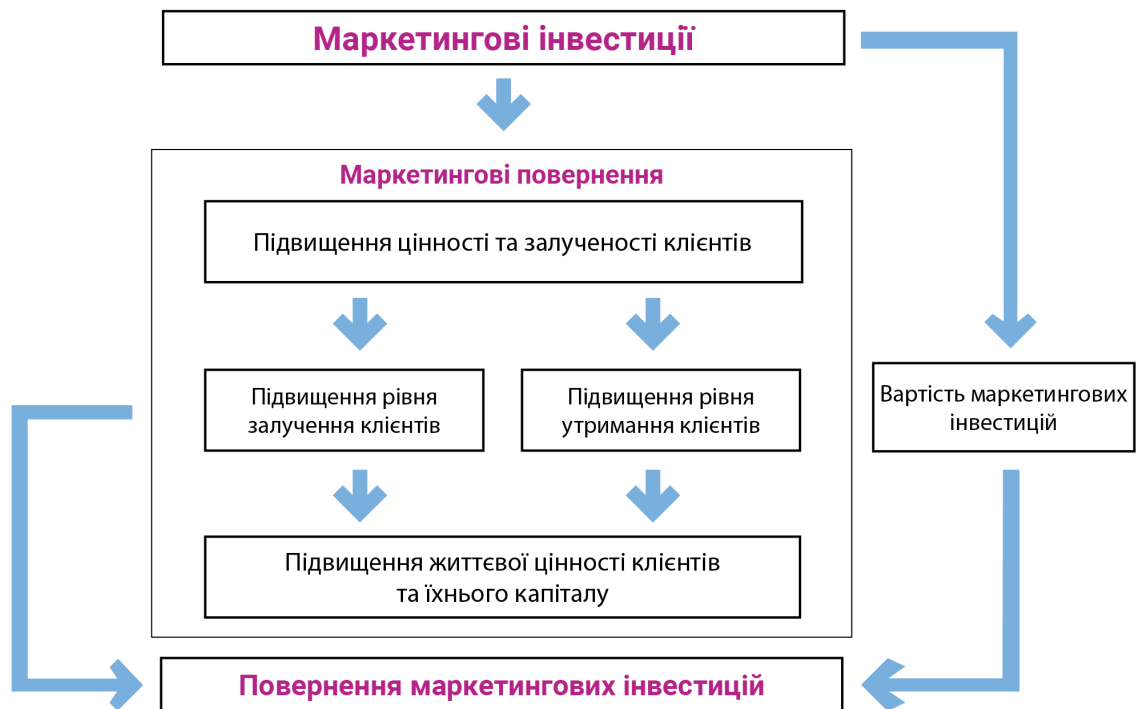 Маркетингові інвестиції
Маркетингові повернення
Підвищення цінності та залученості клієнтів
Підвищення рівня
залучення клієнтів
Підвищення рівня
утримання клієнтів
Вартість маркетингових
інвестицій
Підвищення життєвої цінності клієнтів
та їхнього капіталу
Повернення маркетингових інвестицій